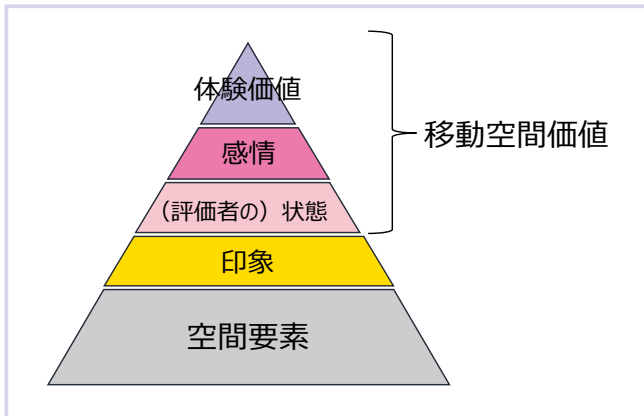 体験価値
感情
（評価者の）状態
移動空間価値
印象
空間要素